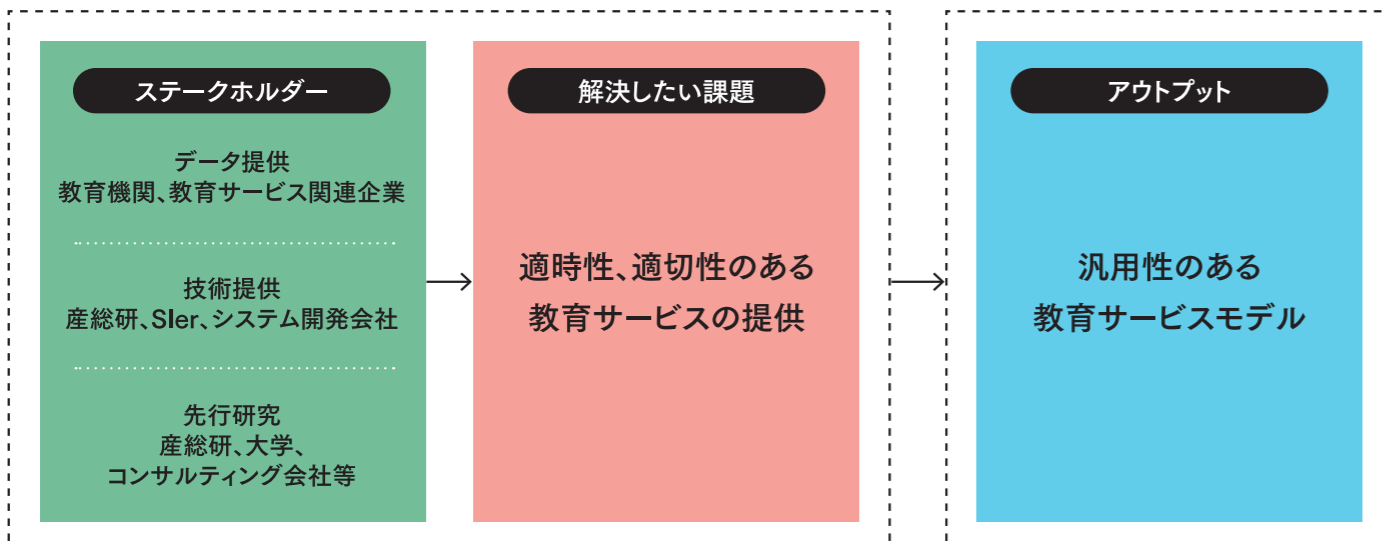 ステークホルダー
データ提供
教育機関、教育サービス関連企業
技術提供
産総研、SIer、システム開発会社
先行研究
産総研、大学、
コンサルティング会社等
解決したい課題
適時性、適切性のある
教育サービスの提供
アウトプット
汎用性のある
教育サービスモデル